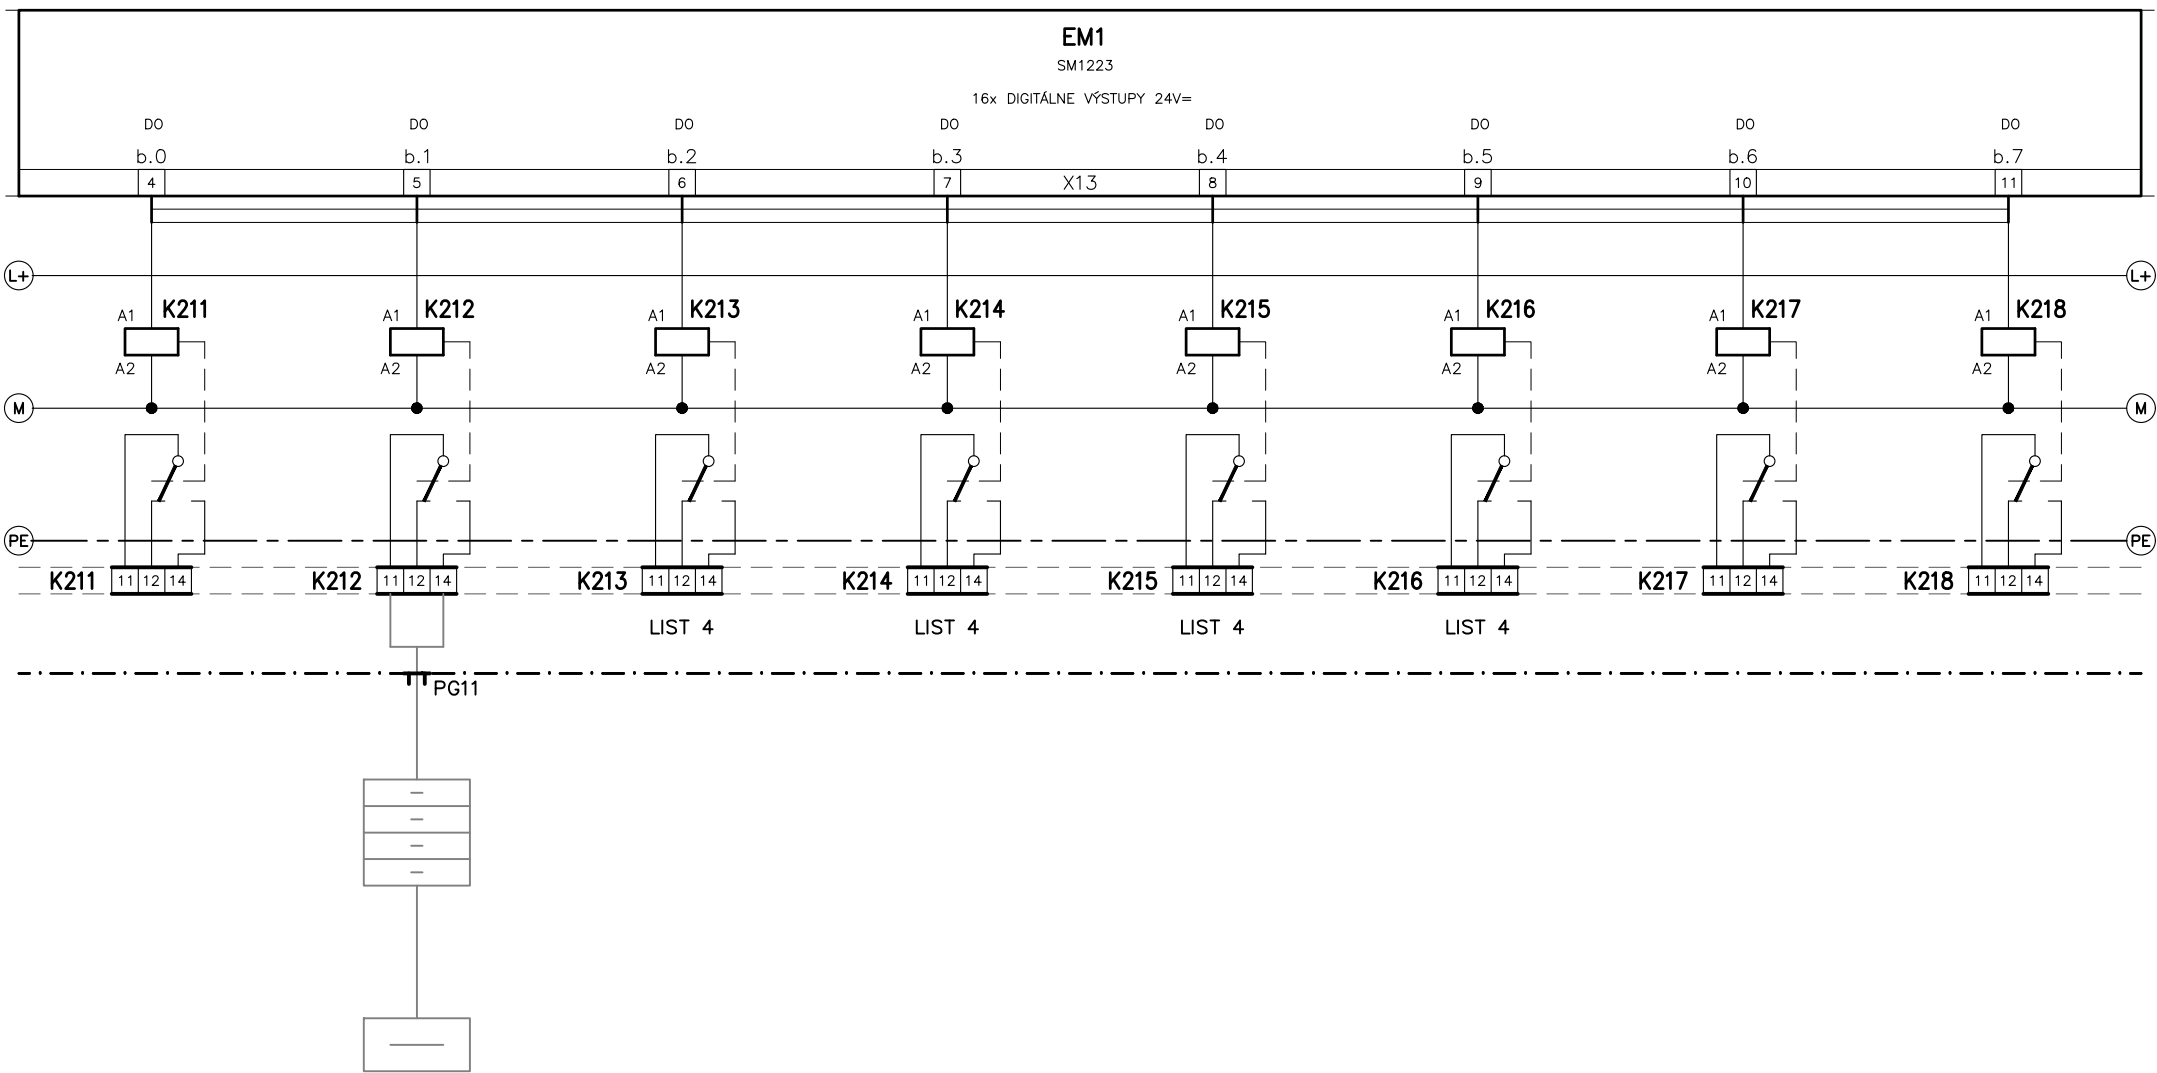 EM1
SM1223
16x DIGITÁLNE VÝSTUPY 24V=
DO DO DO DO DO DO DO DO
b.0 b.1 b.2 b.3 b.4 b.5 b.6 b.7
4 5 6 7 X13 8 9 10 11
L+ L+
A1 K211 A1 K212 A1 K213 A1 K214 A1 K215 A1 K216 A1 K217 A1 K218
A2 A2 A2 A2 A2 A2 A2 A2
M M
PE PE
K211 11 12 14 K212 11 12 14 K213 11 12 14 K214 11 12 14 K215 11 12 14 K216 11 12 14 K217 11 12 14 K218 11 12 14
LIST 4 LIST 4 LIST 4 LIST 4
PG11